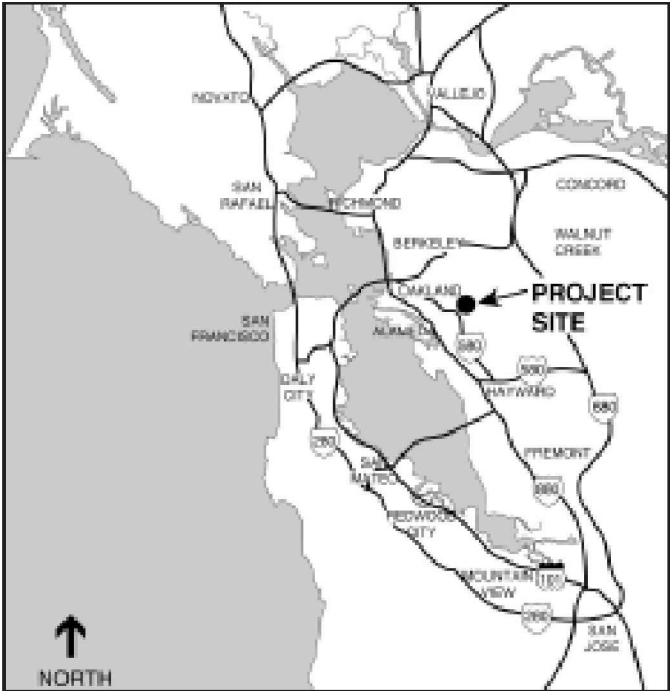 NOVATO
VALLEJO
SAN
RAFAEL
RICHMOND
CONCORD
BERKELEY
WALNUT
CREEK
OAKLAND
PROJECT
SITE
SAN
FRANCISCO
ALAMEDA
580
580
DALY
CITY
HAYWARD
680
280
FREMONT
SAN
MATEO
880
REDWOOD
CITY
MOUNTAIN
VIEW
101
280
SAN
JOSE
NORTH